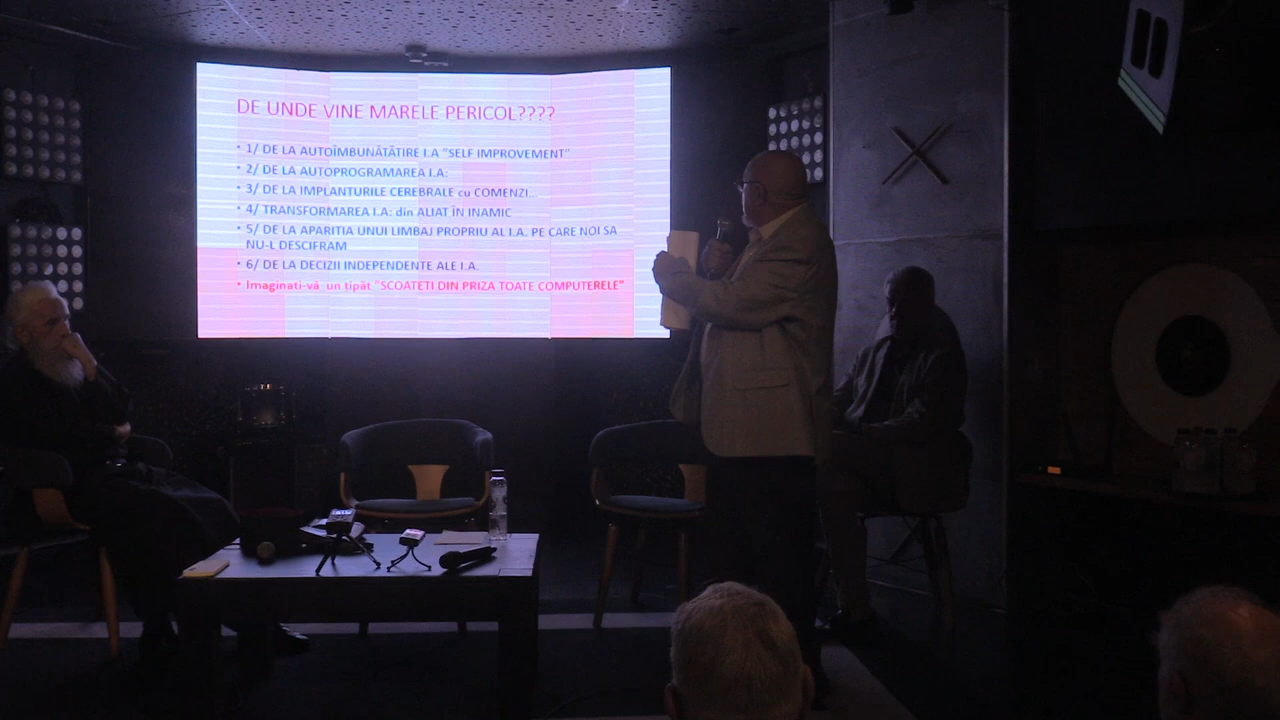 DE UNDE VINE MARELE PERICOL????
• 1/ DE LA AUTOÎMBUNĂTĂTIRE I.A "SELF IMPROVEMENT"
• 2/ DE LA AUTOPROGRAMAREA I.A:
• 3/ DE LA IMPLANTURILE CEREBRALE cu COMENZI...
• 4/ TRANSFORMAREA I.A: din ALIAT ÎN INAMIC
• 5/ DE LA APARITIA UNUI LIMBAJ PROPRIU AL I.A. PE CARE NOI SA
NU-L DESCIFRAM
• 6/ DE LA DECIZII INDEPENDENTE ALE I.A.
• Imaginati-vă un tipăt "SCOATETI DIN PRIZA TOATE COMPUTERELE"